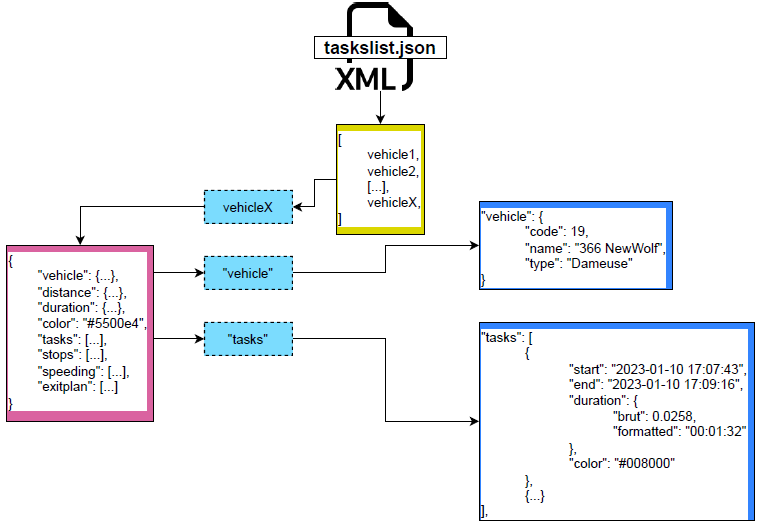 taskslist.json
XML
[
vehicle1,
vehicle2,
[...],
vehicleX,
]
vehicleX
{
"vehicle": {...},
"distance": {...},
"duration": {...},
"color": "#5500e4",
"tasks": [...],
"stops": [...],
"speeding": [...],
"exitplan": [...]
}
"vehicle"
"tasks"
"vehicle": {
"code": 19,
"name": "366 NewWolf",
"type": "Dameuse"
}
"tasks": [
{
"start": "2023-01-10 17:07:43",
"end": "2023-01-10 17:09:16",
"duration": {
"brut": 0.0258,
"formatted": "00:01:32"
},
"color": "#008000"
},
{...}
],